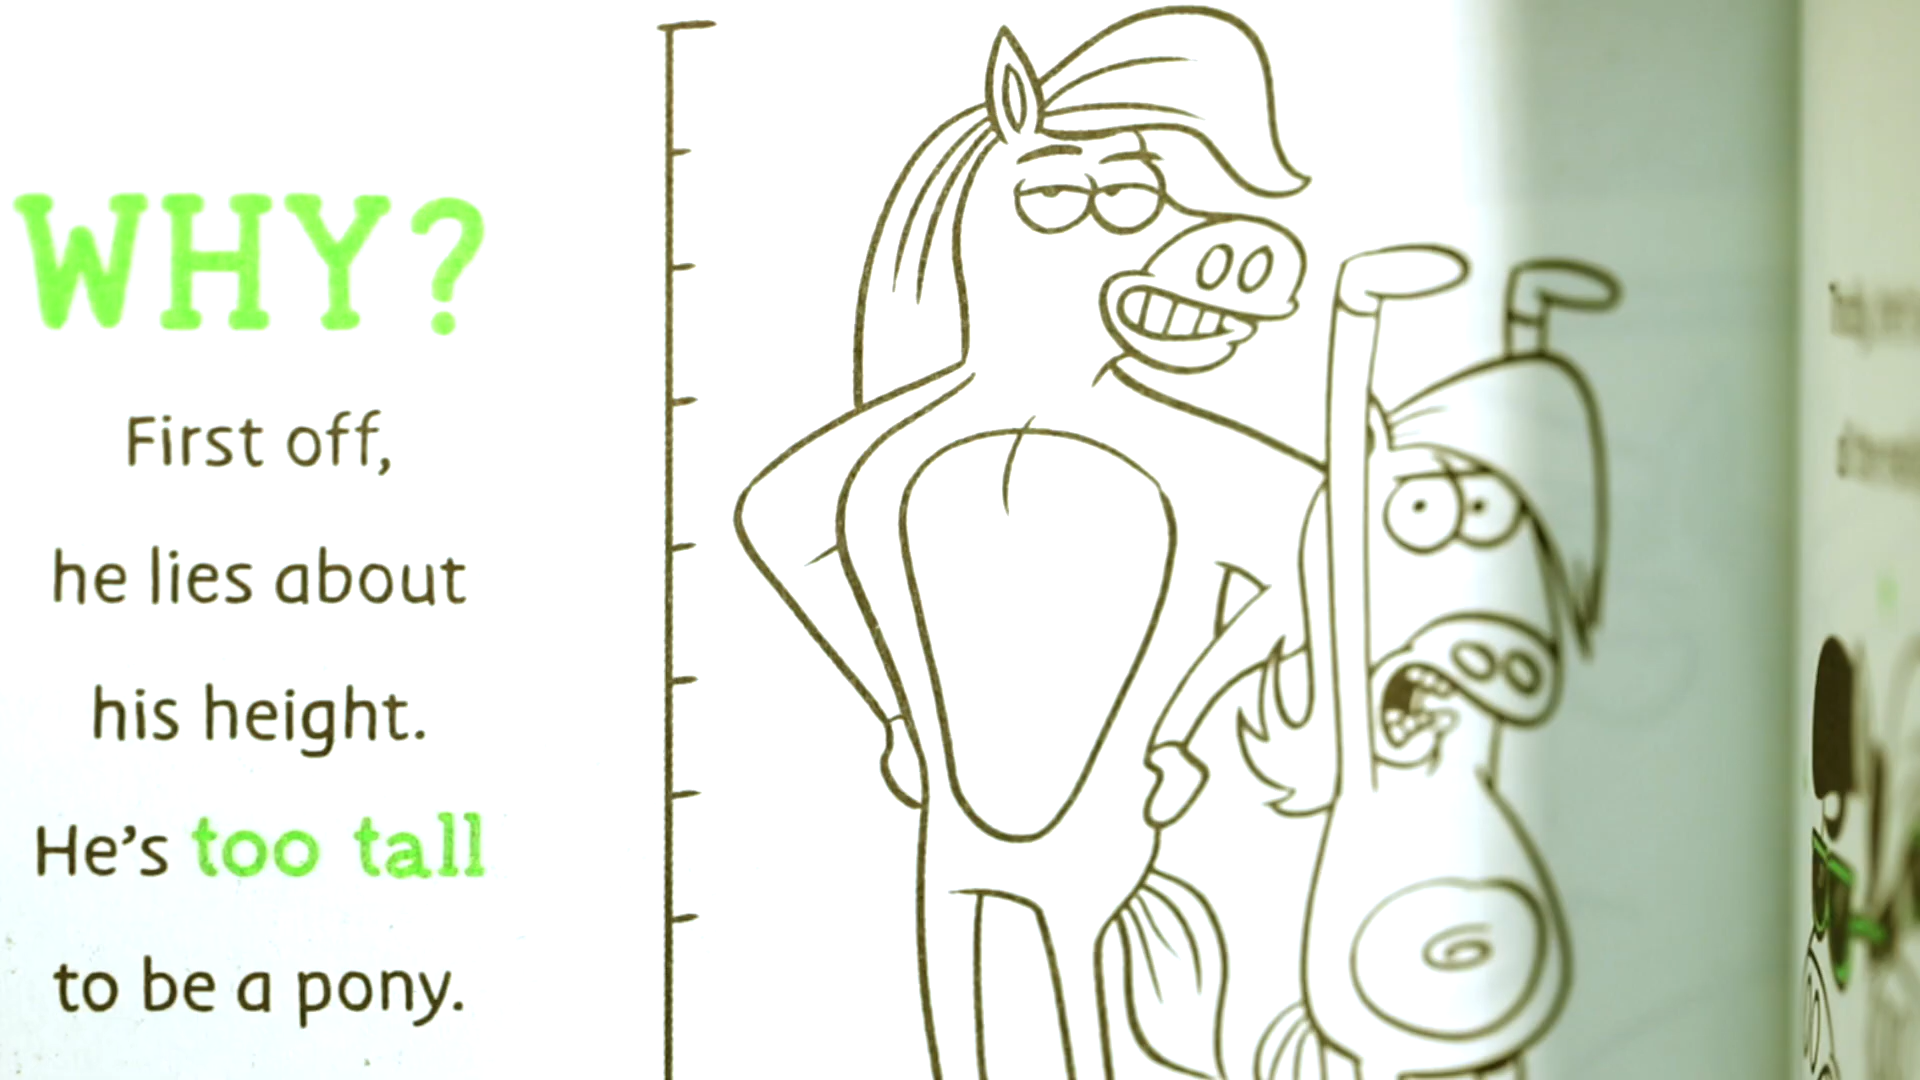 WHY?
First off,
he lies about
his height.
He's too tall
to be a pony.